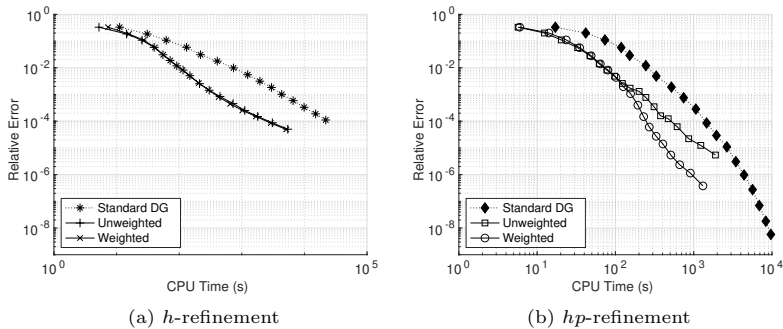 10^0
10^-2
10^-4
10^-6
10^-8
Relative Error
Standard DG
Unweighted
Weighted
10^0
10^5
CPU Time (s)
(a) h-refinement
10^0
10^-2
10^-4
10^-6
10^-8
Relative Error
Standard DG
Unweighted
Weighted
10^0
10^1
10^2
10^3
10^4
CPU Time (s)
(b) hp-refinement